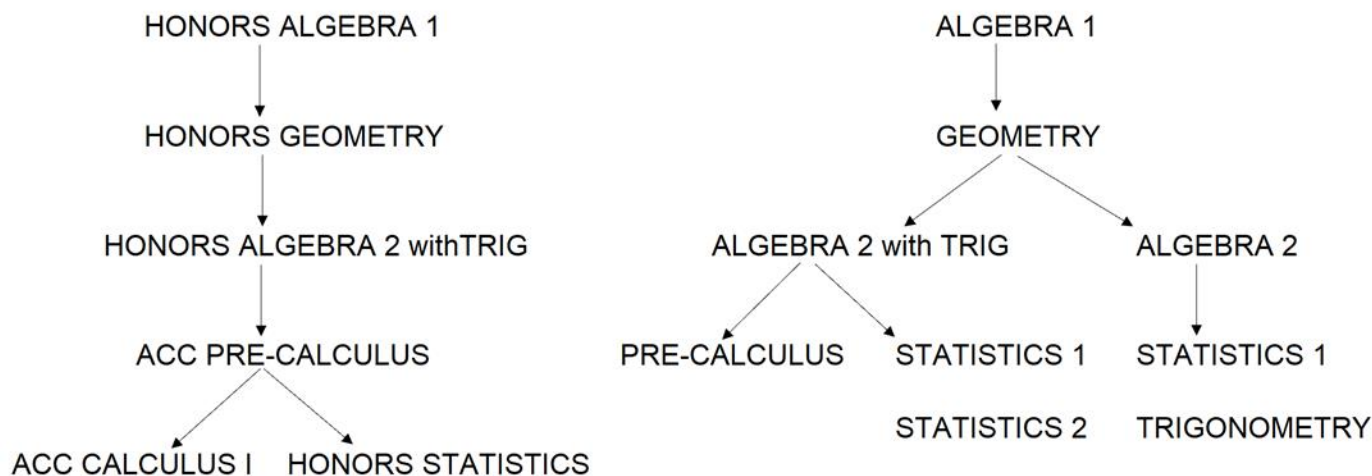 HONORS ALGEBRA 1
HONORS GEOMETRY
HONORS ALGEBRA 2 withTRIG
ACC PRE-CALCULUS
ACC CALCULUS I
HONORS STATISTICS
ALGEBRA 1
GEOMETRY
ALGEBRA 2 with TRIG
ALGEBRA 2
PRE-CALCULUS
STATISTICS 1
STATISTICS 1
STATISTICS 2
TRIGONOMETRY